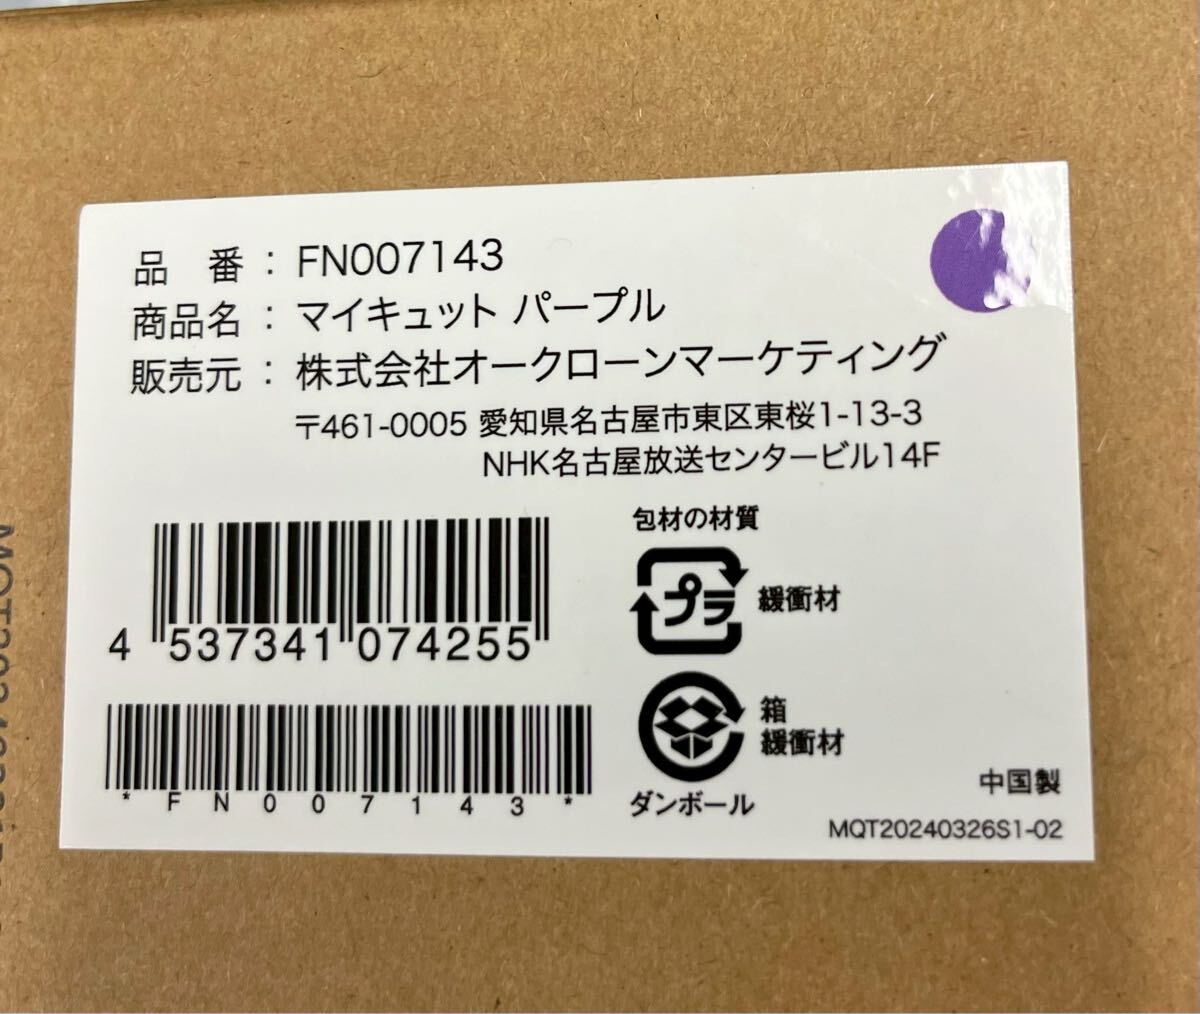 品 番 : FN007143
商品名 : マイキュット パープル
販売元 : 株式会社オークローンマーケティング
〒461-0005 愛知県名古屋市東区東桜1-13-3
NHK名古屋放送センタービル14F
包材の材質
プラ 緩衝材
4 537341 074255
箱
緩衝材
ダンボール
*FN007143*
中国製
MQT20240326S1-02